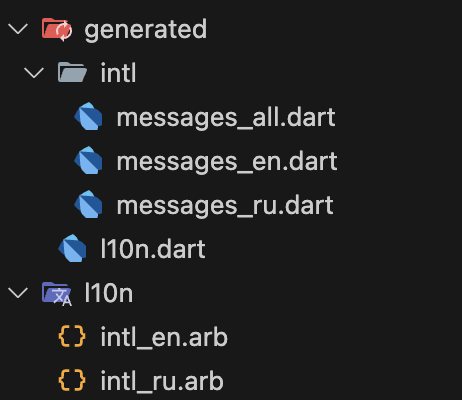 generated
intl
messages_all.dart
messages_en.dart
messages_ru.dart
l10n.dart
l10n
intl_en.arb
intl_ru.arb